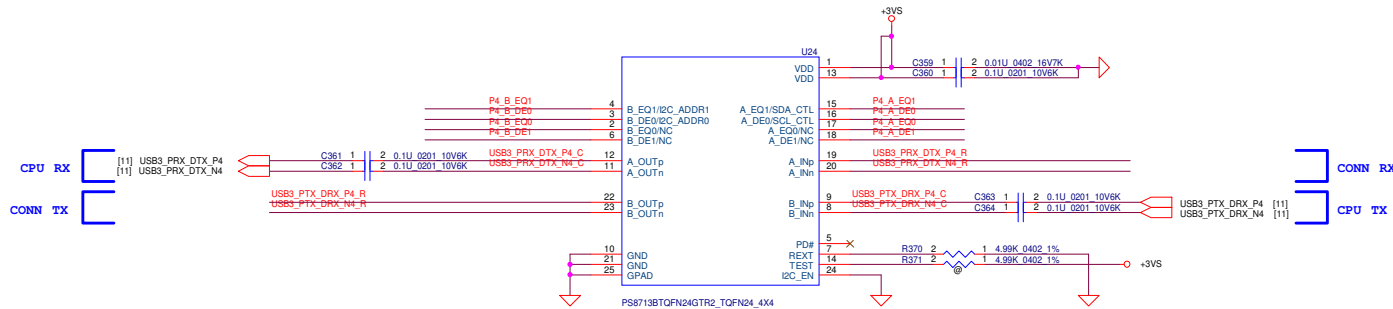 +3VS
U24
VDD 1 C359 1 2 0.01U_0402_16V7K
VDD 13 C360 1 2 0.1U_0201_10V6K
P4_B_EQ1 4 B_EQ1/I2C_ADDR1 A_EQ1/SDA_CTL 15 P4_A_EQ1
P4_B_DE0 3 B_DE0/I2C_ADDR0 A_DE0/SCL_CTL 16 P4_A_DE0
P4_B_EQ0 2 B_EQ0/NC A_EQ0/NC 17 P4_A_EQ0
P4_B_DE1 6 B_DE1/NC A_DE1/NC 18 P4_A_DE1
CPU RX [11] USB3_PRX_DTX_P4 C361 1 2 0.1U_0201_10V6K USB3_PRX_DTX_P4_C 12 A_OUTp A_INp 19 USB3_PRX_DTX_P4_R CONN RX
[11] USB3_PRX_DTX_N4 C362 1 2 0.1U_0201_10V6K USB3_PRX_DTX_N4_C 11 A_OUTn A_INn 20 USB3_PRX_DTX_N4_R
CONN TX USB3_PTX_DRX_P4_R 22 B_OUTp B_INp 9 USB3_PTX_DRX_P4_C C363 1 2 0.1U_0201_10V6K USB3_PTX_DRX_P4 [11] CPU TX
USB3_PTX_DRX_N4_R 23 B_OUTn B_INn 8 USB3_PTX_DRX_N4_C C364 1 2 0.1U_0201_10V6K USB3_PTX_DRX_N4 [11]
PD# 5
10 GND REXT 7 R370 2 1 4.99K_0402_1%
21 GND TEST 14 R371 2 1 4.99K_0402_1% +3VS
@
25 GPAD I2C_EN 24
PS8713BTQFN24GTR2_TQFN24_4X4